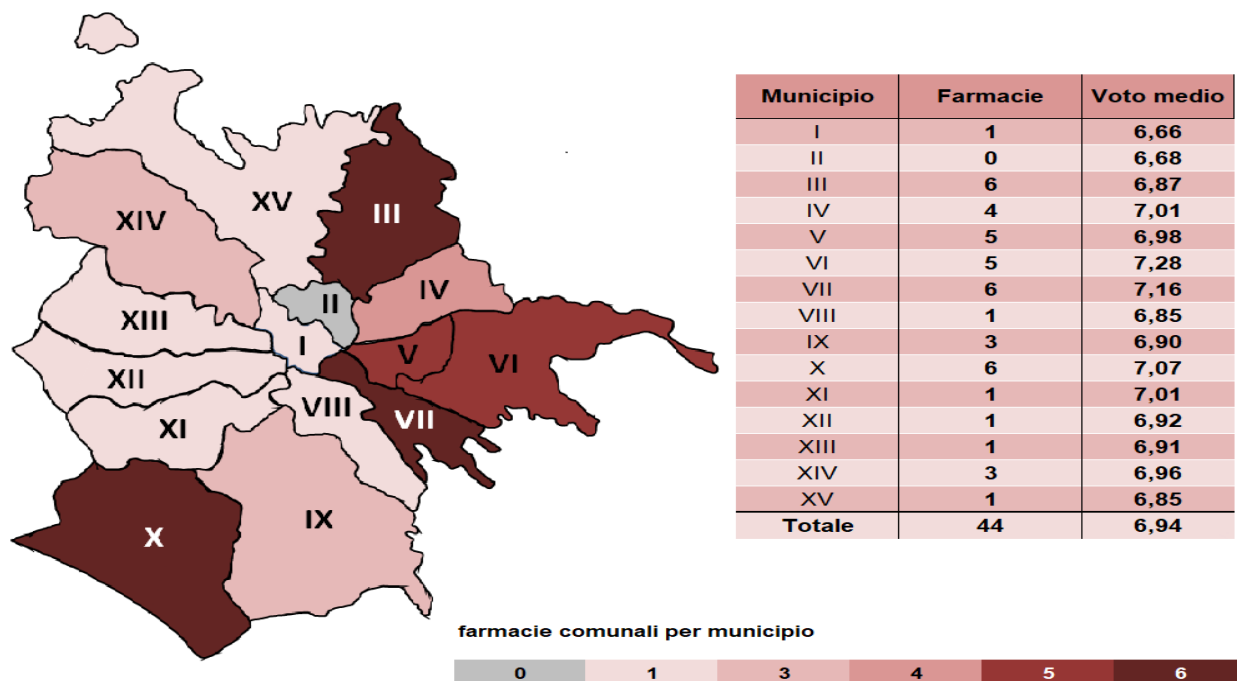 XV
III
XIV
II
IV
XIII
I
V
VI
XII
VIII
VII
XI
IX
X
Municipio Farmacie Voto medio
I 1 6,66
II 0 6,68
III 6 6,87
IV 4 7,01
V 5 6,98
VI 5 7,28
VII 6 7,16
VIII 1 6,85
IX 3 6,90
X 6 7,07
XI 1 7,01
XII 1 6,92
XIII 1 6,91
XIV 3 6,96
XV 1 6,85
Totale 44 6,94
farmacie comunali per municipio
0 1 3 4 5 6